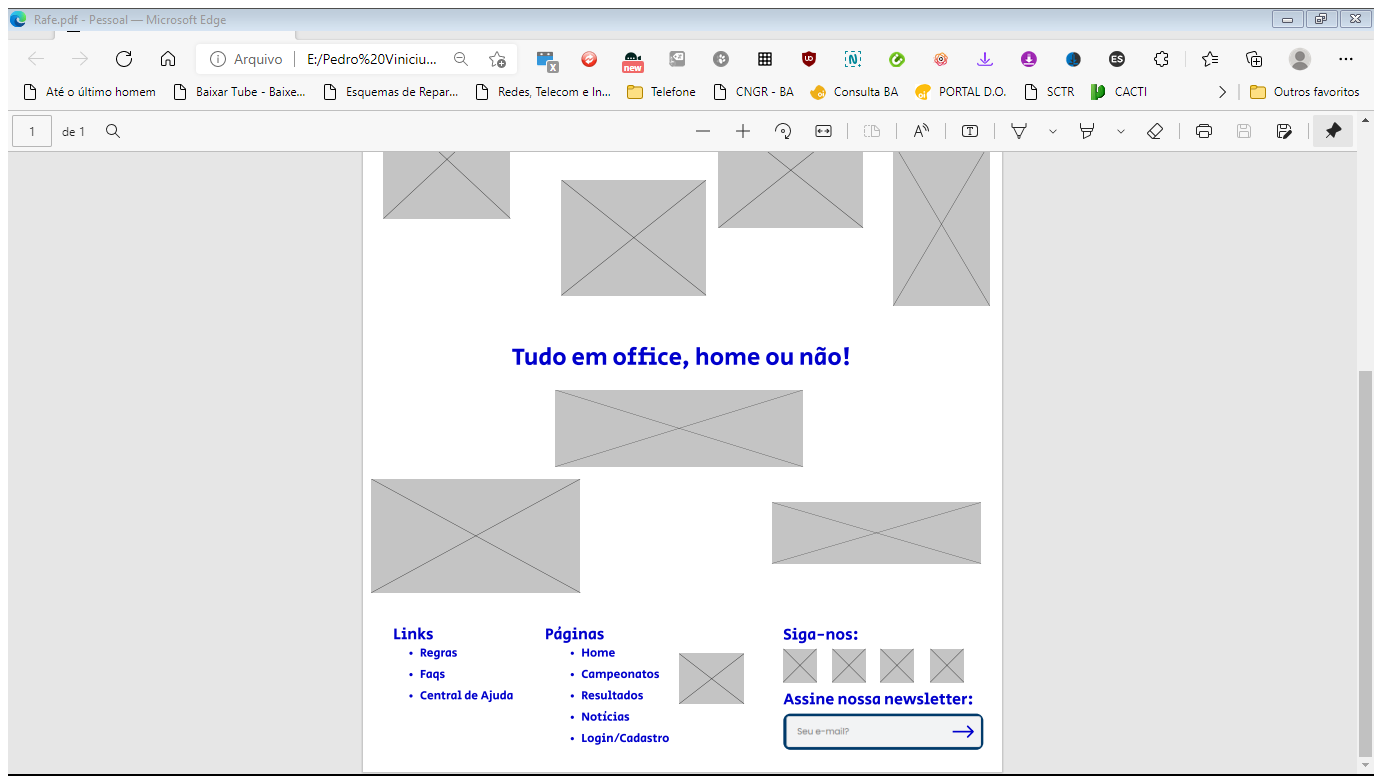 Rafe.pdf - Pessoal — Microsoft Edge
Arquivo E:/Pedro%20Viniciu... new ES
Até o último homem Baixar Tube - Baixe... Esquemas de Repar... Redes, Telecom e In... Telefone CNGR - BA Consulta BA PORTAL D.O. SCTR CACTI Outros favoritos
1 de 1
Tudo em office, home ou não!
Links
• Regras
• Faqs
• Central de Ajuda
Páginas
• Home
• Campeonatos
• Resultados
• Notícias
• Login/Cadastro
Siga-nos:
Assine nossa newsletter:
Seu e-mail?